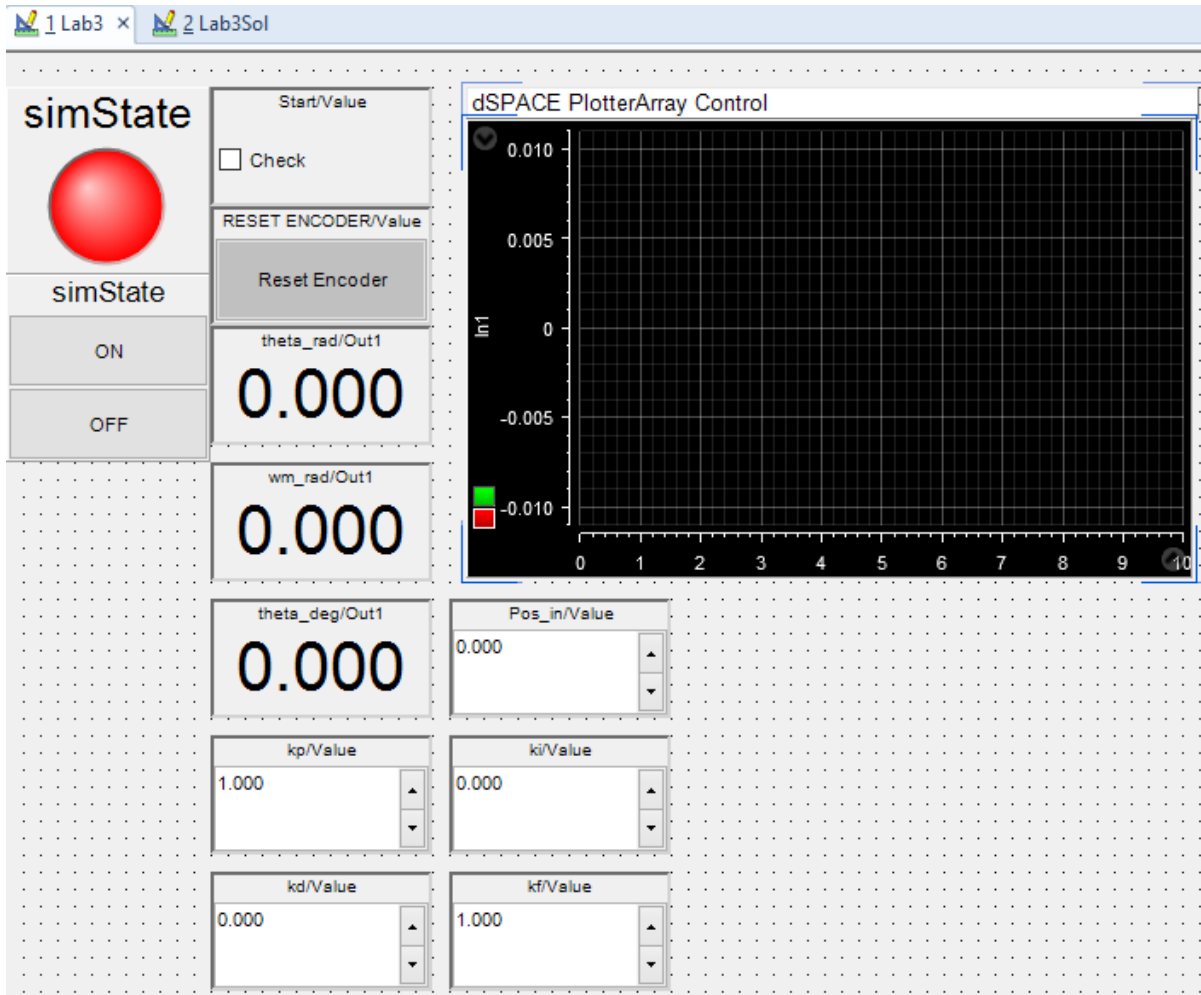 1 Lab3 ×
2 Lab3Sol
simState
simState
ON
OFF
Start/Value
Check
RESET ENCODER/Value
Reset Encoder
theta_rad/Out1
0.000
wm_rad/Out1
0.000
theta_deg/Out1
0.000
kp/Value
1.000
kd/Value
0.000
dSPACE PlotterArray Control
In1
0.010
0.005
0
-0.005
-0.010
0 1 2 3 4 5 6 7 8 9 10
Pos_in/Value
0.000
ki/Value
0.000
kf/Value
1.000